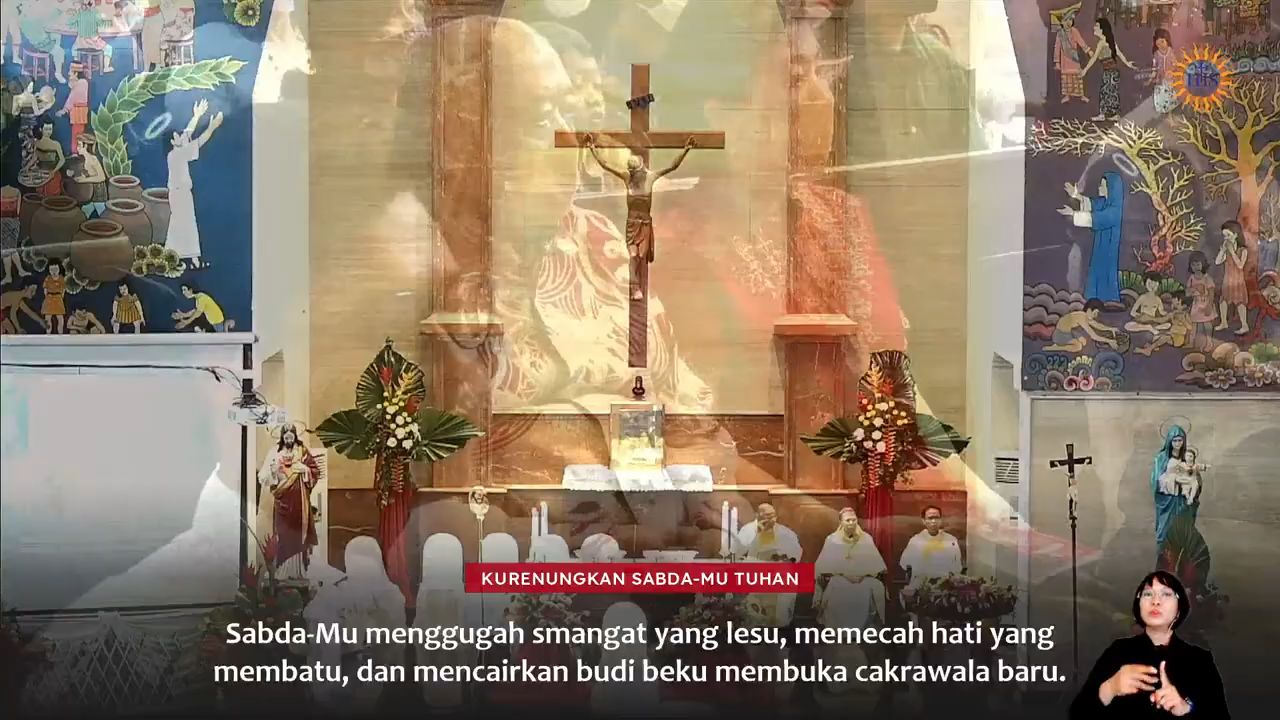 IHS
KURENUNGKAN SABDA-MU TUHAN
Sabda-Mu menggugah smangat yang lesu, memecah hati yang
membatu, dan mencairkan budi beku membuka cakrawala baru.